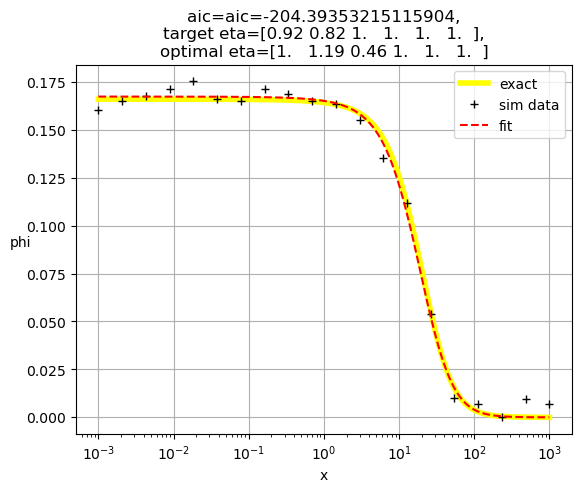 aic=aic=-204.39353215115904,
target eta=[0.92 0.82 1.   1.   1.   1.  ],
optimal eta=[1.   1.19 0.46 1.   1.   1.  ]
exact
sim data
fit
0.175
0.150
0.125
0.100
0.075
0.050
0.025
0.000
phi
10⁻³
10⁻²
10⁻¹
10⁰
10¹
10²
10³
x